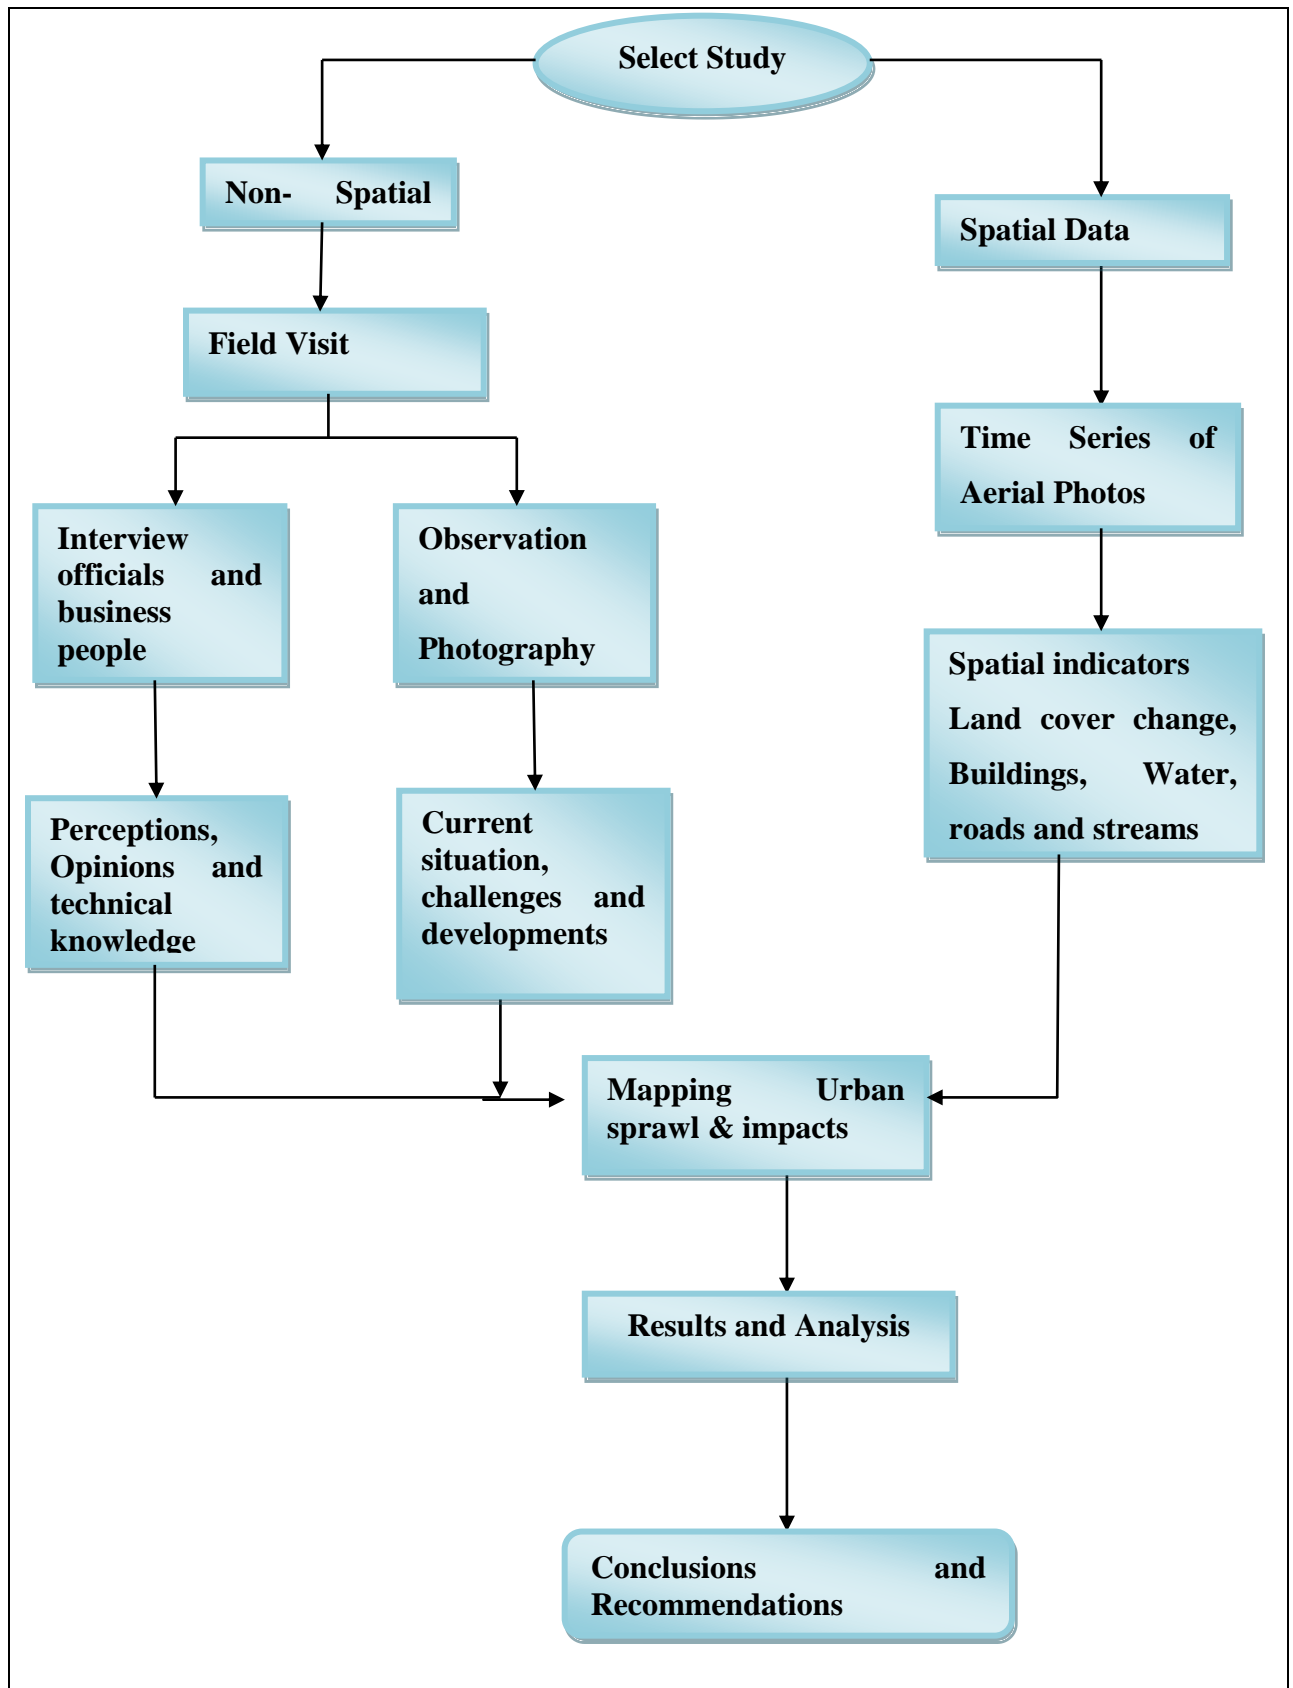 Select Study
Non- Spatial
Spatial Data
Field Visit
Time Series of
Aerial Photos
Interview
officials and
business
people
Observation
and
Photography
Spatial indicators
Land cover change,
Buildings, Water,
roads and streams
Perceptions,
Opinions and
technical
knowledge
Current
situation,
challenges and
developments
Mapping Urban
sprawl & impacts
Results and Analysis
Conclusions and
Recommendations